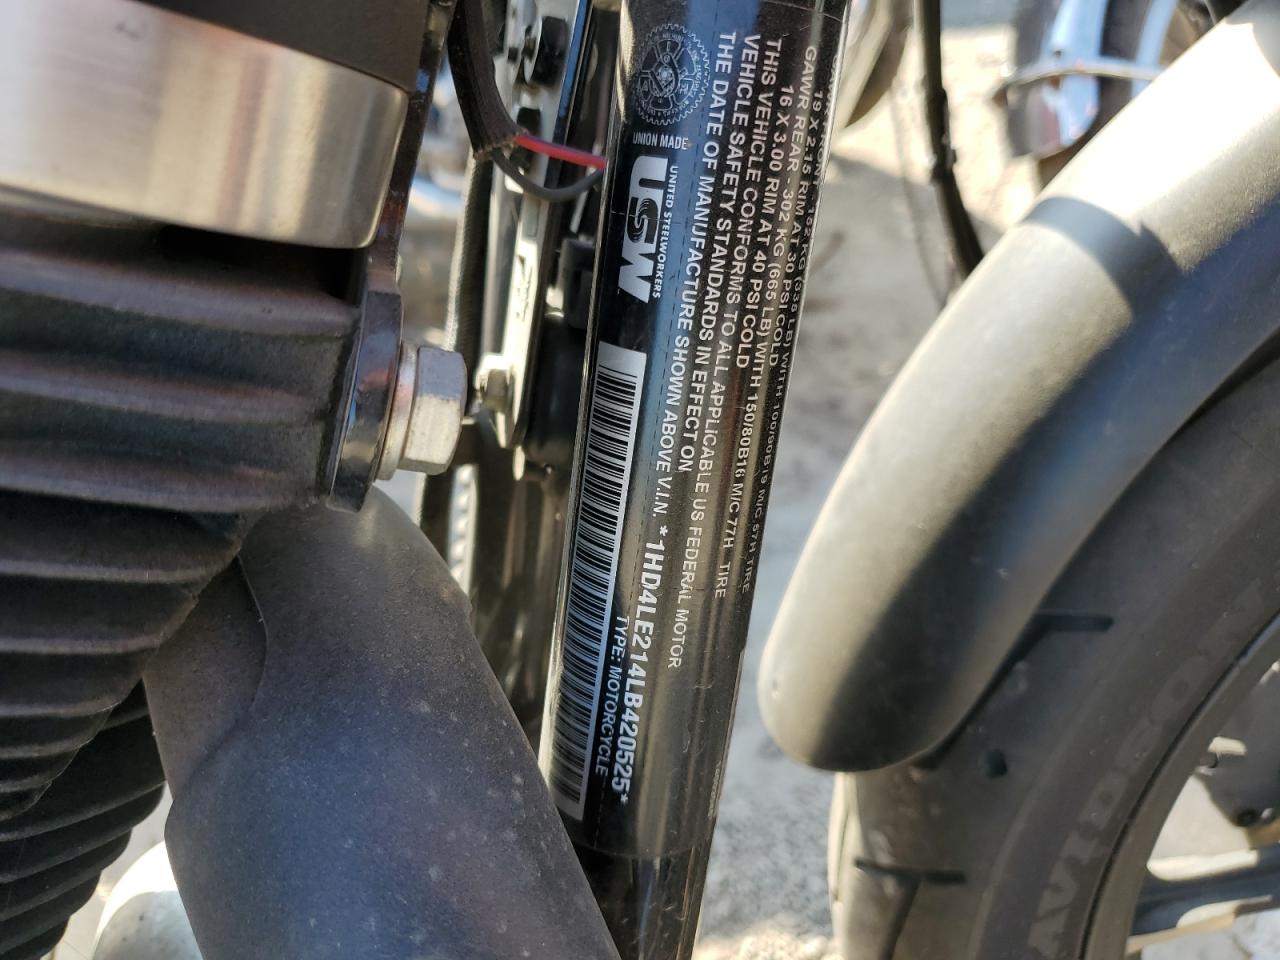 19 X 2.15 RIM AT 30 PSI COLD
GAWR REAR - 302 KG (665 LB) WITH 150/80B16 M/C 77H TIRE
16 X 3.00 RIM AT 40 PSI COLD
THIS VEHICLE CONFORMS TO ALL APPLICABLE US FEDERAL MOTOR
VEHICLE SAFETY STANDARDS IN EFFECT ON
THE DATE OF MANUFACTURE SHOWN ABOVE V.I.N. *1HD4LE214LB420525*
TYPE: MOTORCYCLE
UNION MADE
UNITED STEELWORKERS
USW